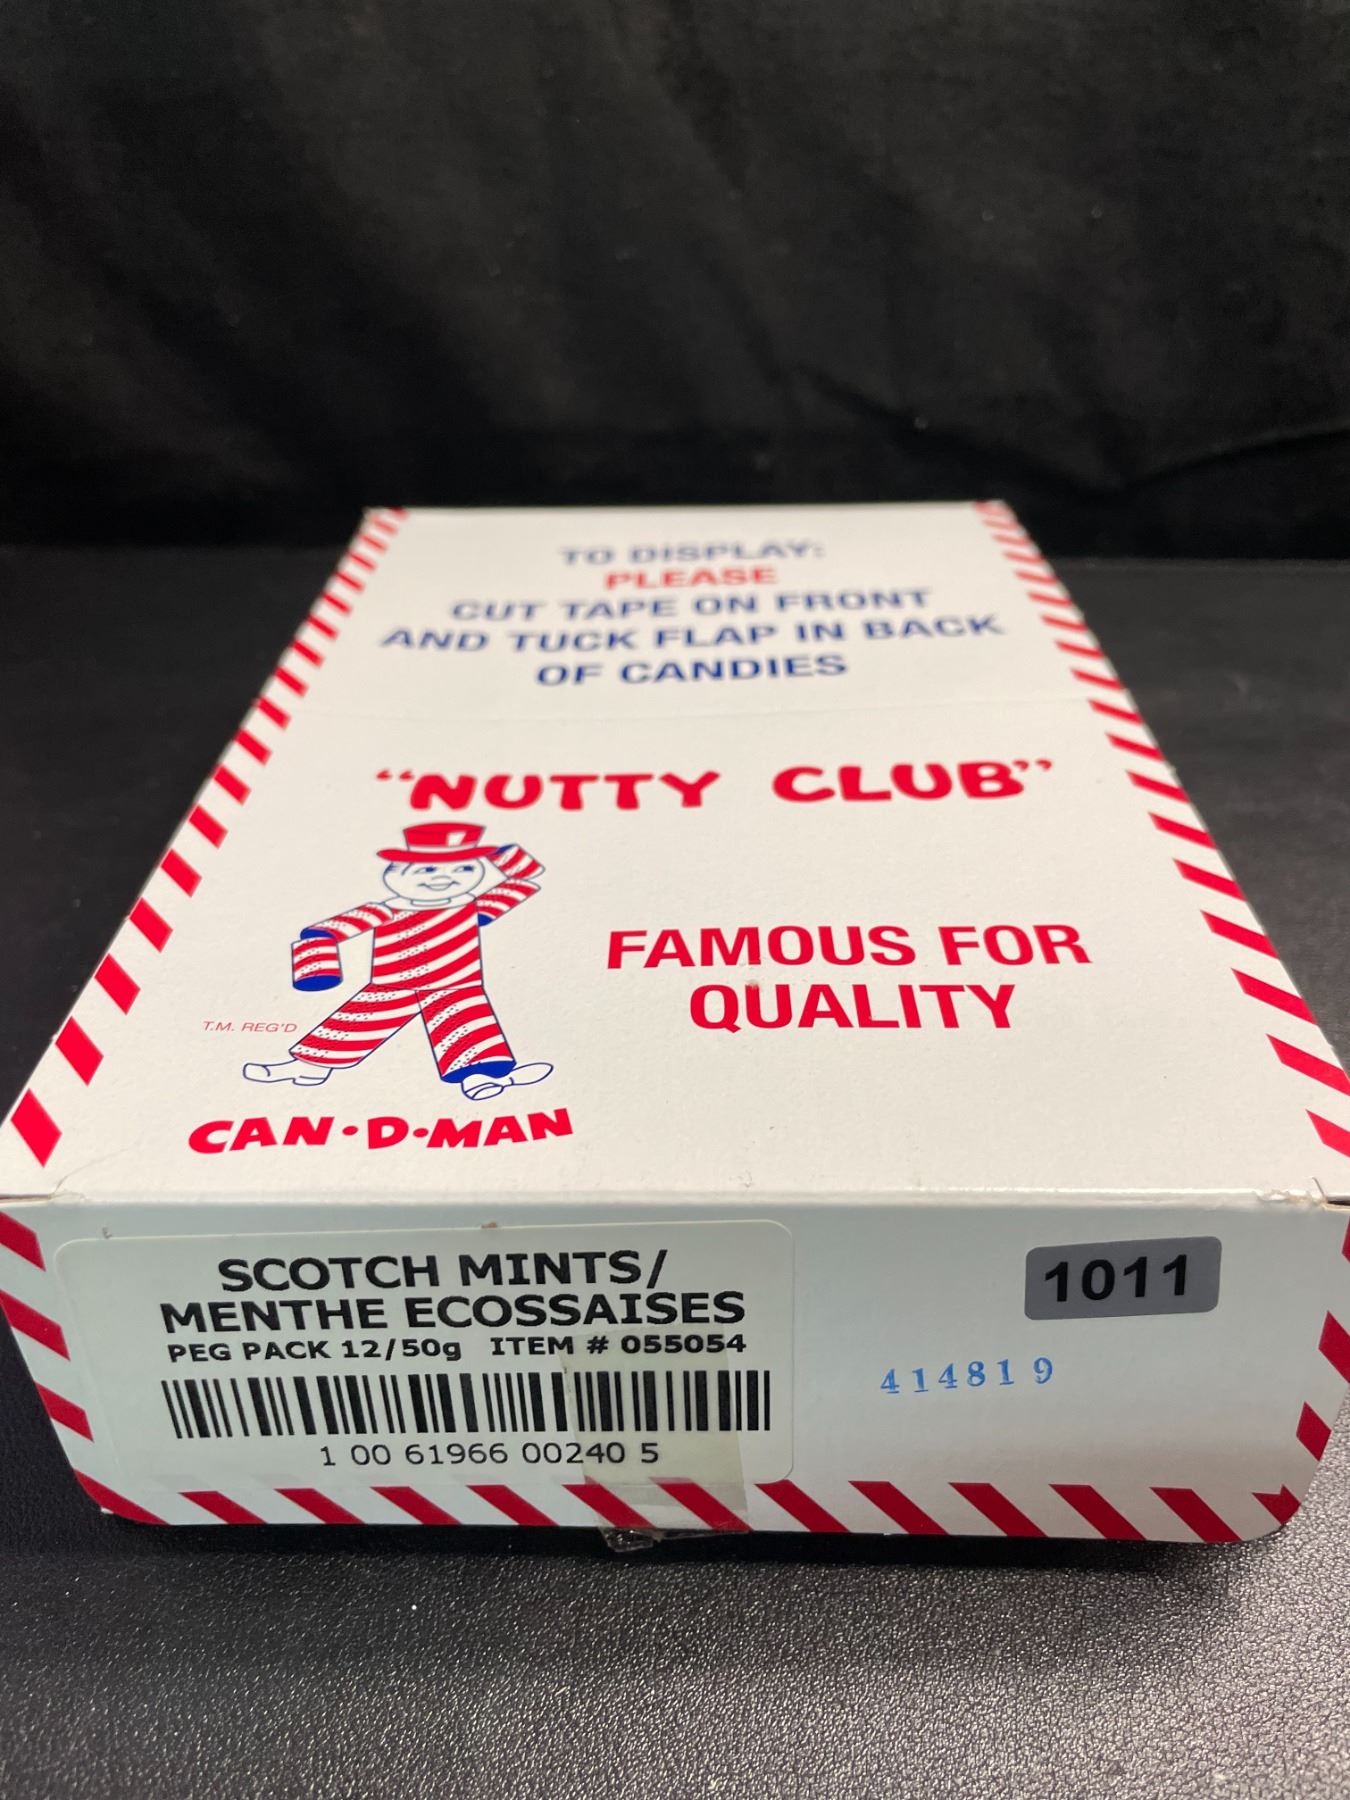 TO DISPLAY:
PLEASE
CUT TAPE ON FRONT
AND TUCK FLAP IN BACK
OF CANDIES
“NUTTY CLUB”
FAMOUS FOR
QUALITY
T.M. REG'D
CAN·D·MAN
SCOTCH MINTS/
MENTHE ECOSSAISES
PEG PACK 12/50g ITEM # 055054
1 00 61966 00240 5
1011
414819